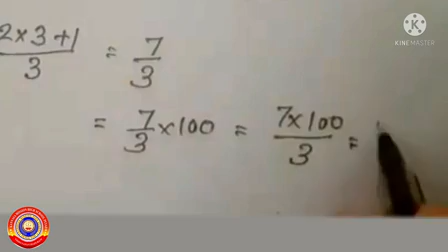 2 × 3 + 1 / 3 = 7/3
= 7/3 × 100 = 7 × 100 / 3 =
KINEMASTER